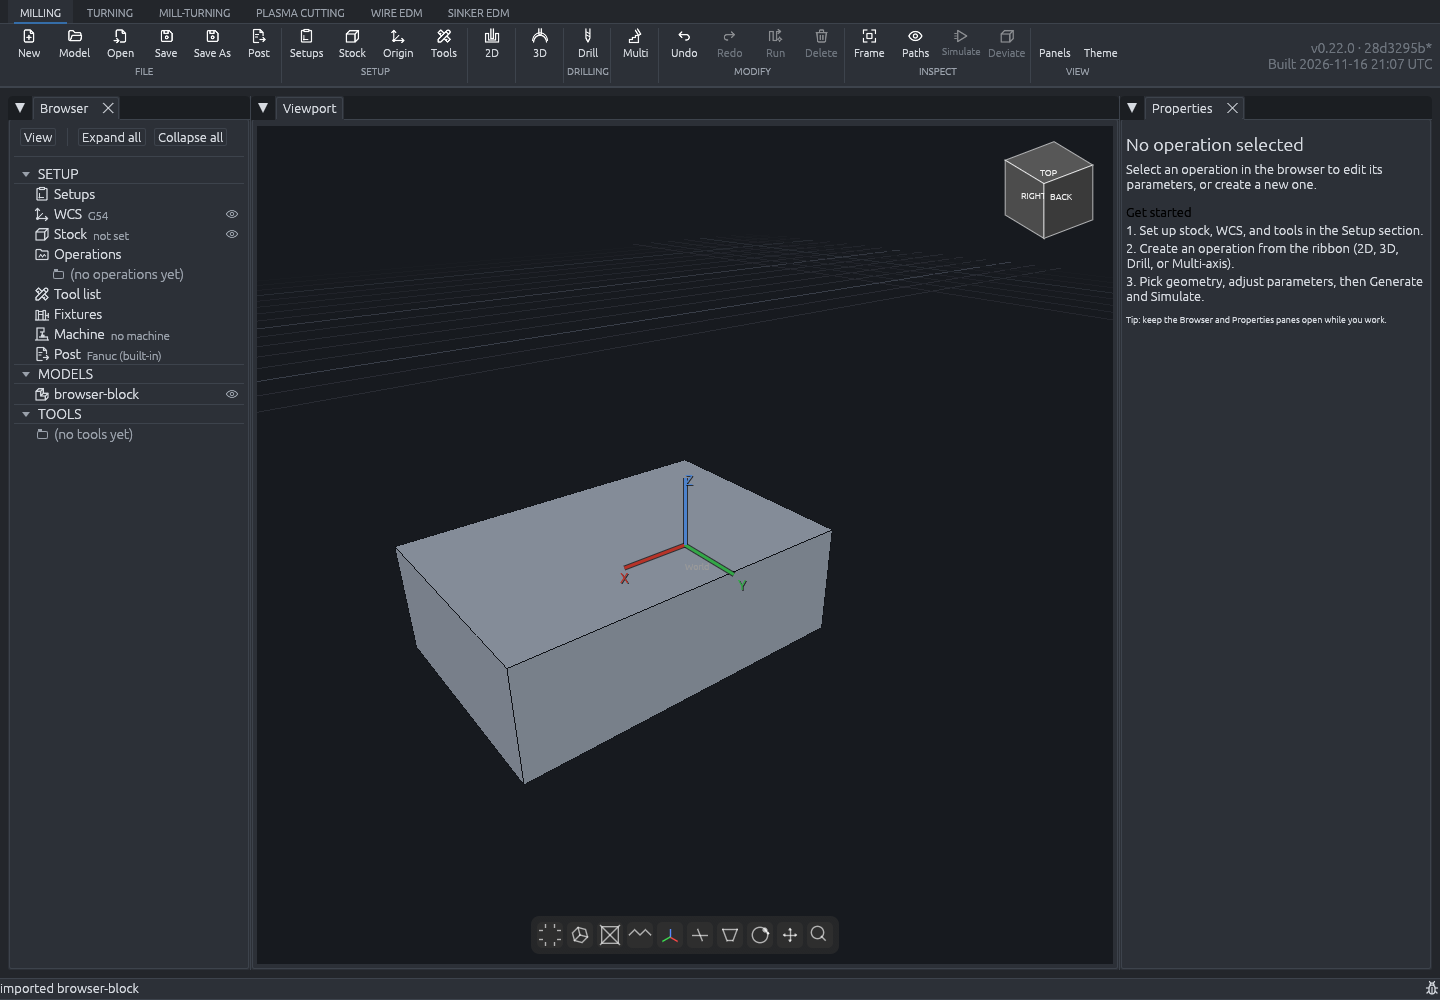 MILLING TURNING MILL-TURNING PLASMA CUTTING WIRE EDM SINKER EDM
New Model Open Save Save As Post Setups Stock Origin Tools 2D 3D Drill Multi Undo Redo Run Delete Frame Paths Simulate Deviate Panels Theme
FILE SETUP DRILLING MODIFY INSPECT VIEW
v0.22.0 · 28d3295b*
Built 2026-11-16 21:07 UTC
Browser
View Expand all Collapse all
SETUP
Setups
WCS G54
Stock not set
Operations
(no operations yet)
Tool list
Fixtures
Machine no machine
Post Fanuc (built-in)
MODELS
browser-block
TOOLS
(no tools yet)
Viewport
TOP
RIGHT BACK
Z
X
Y
Properties
No operation selected
Select an operation in the browser to edit its
parameters, or create a new one.
Get started
1. Set up stock, WCS, and tools in the Setup section.
2. Create an operation from the ribbon (2D, 3D,
Drill, or Multi-axis).
3. Pick geometry, adjust parameters, then Generate
and Simulate.
Tip: keep the Browser and Properties panes open while you work.
imported browser-block